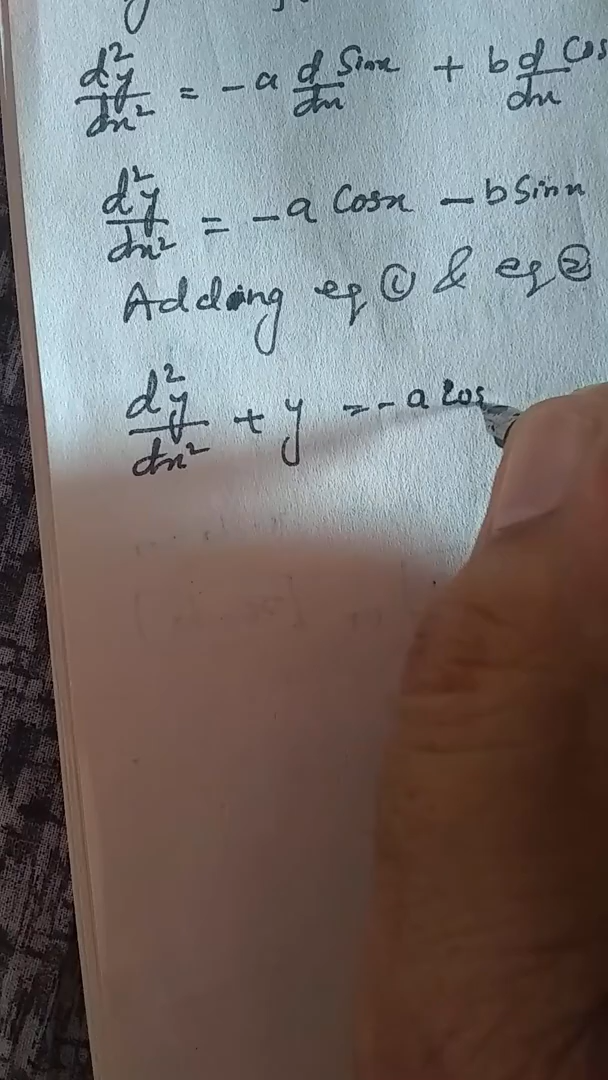 d²y/dx² = -a d/dx Sinx + b d/dx Cos
d²y/dx² = -a Cosx - b Sinx
Adding eq ① & eq ②
d²y/dx² + y = -a Cos